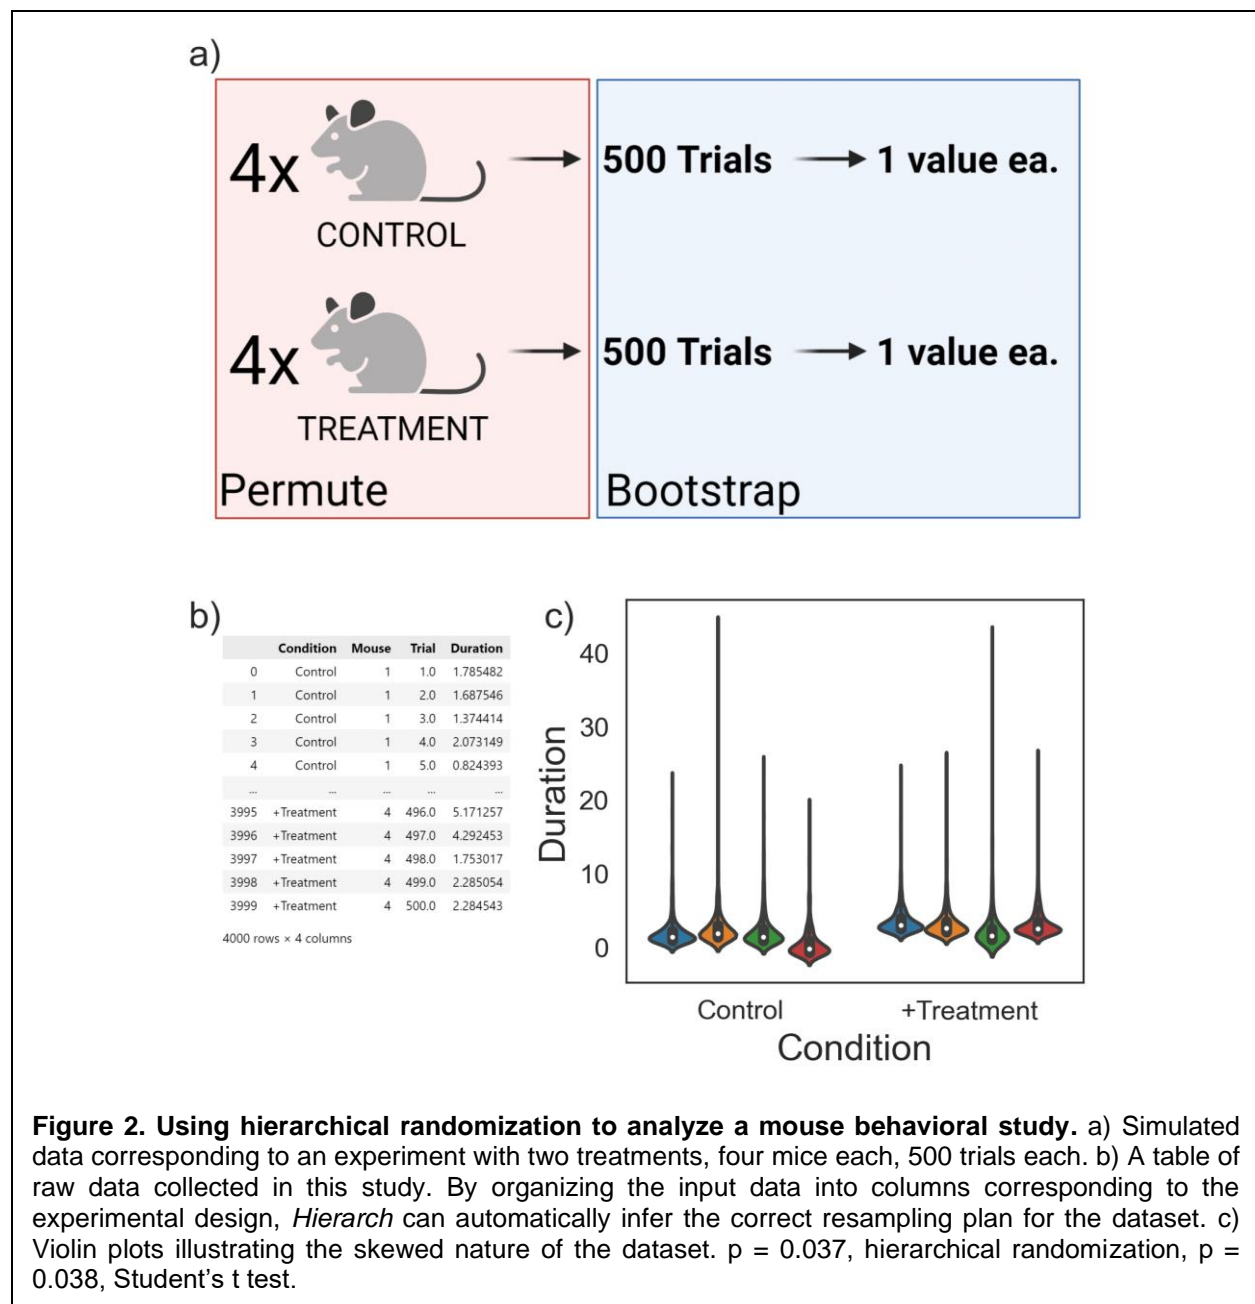 a)
4x
CONTROL
500 Trials
1 value ea.
4x
TREATMENT
500 Trials
1 value ea.
Permute
Bootstrap
b)
Condition Mouse Trial Duration
0 Control 1 1.0 1.785482
1 Control 1 2.0 1.687546
2 Control 1 3.0 1.374414
3 Control 1 4.0 2.073149
4 Control 1 5.0 0.824393
... ... ... ... ...
3995 +Treatment 4 496.0 5.171257
3996 +Treatment 4 497.0 4.292453
3997 +Treatment 4 498.0 1.753017
3998 +Treatment 4 499.0 2.285054
3999 +Treatment 4 500.0 2.284543
4000 rows × 4 columns
c)
Duration
40
30
20
10
0
Control
+Treatment
Condition
Figure 2. Using hierarchical randomization to analyze a mouse behavioral study. a) Simulated
data corresponding to an experiment with two treatments, four mice each, 500 trials each. b) A table of
raw data collected in this study. By organizing the input data into columns corresponding to the
experimental design, Hierarch can automatically infer the correct resampling plan for the dataset. c)
Violin plots illustrating the skewed nature of the dataset. p = 0.037, hierarchical randomization, p =
0.038, Student's t test.